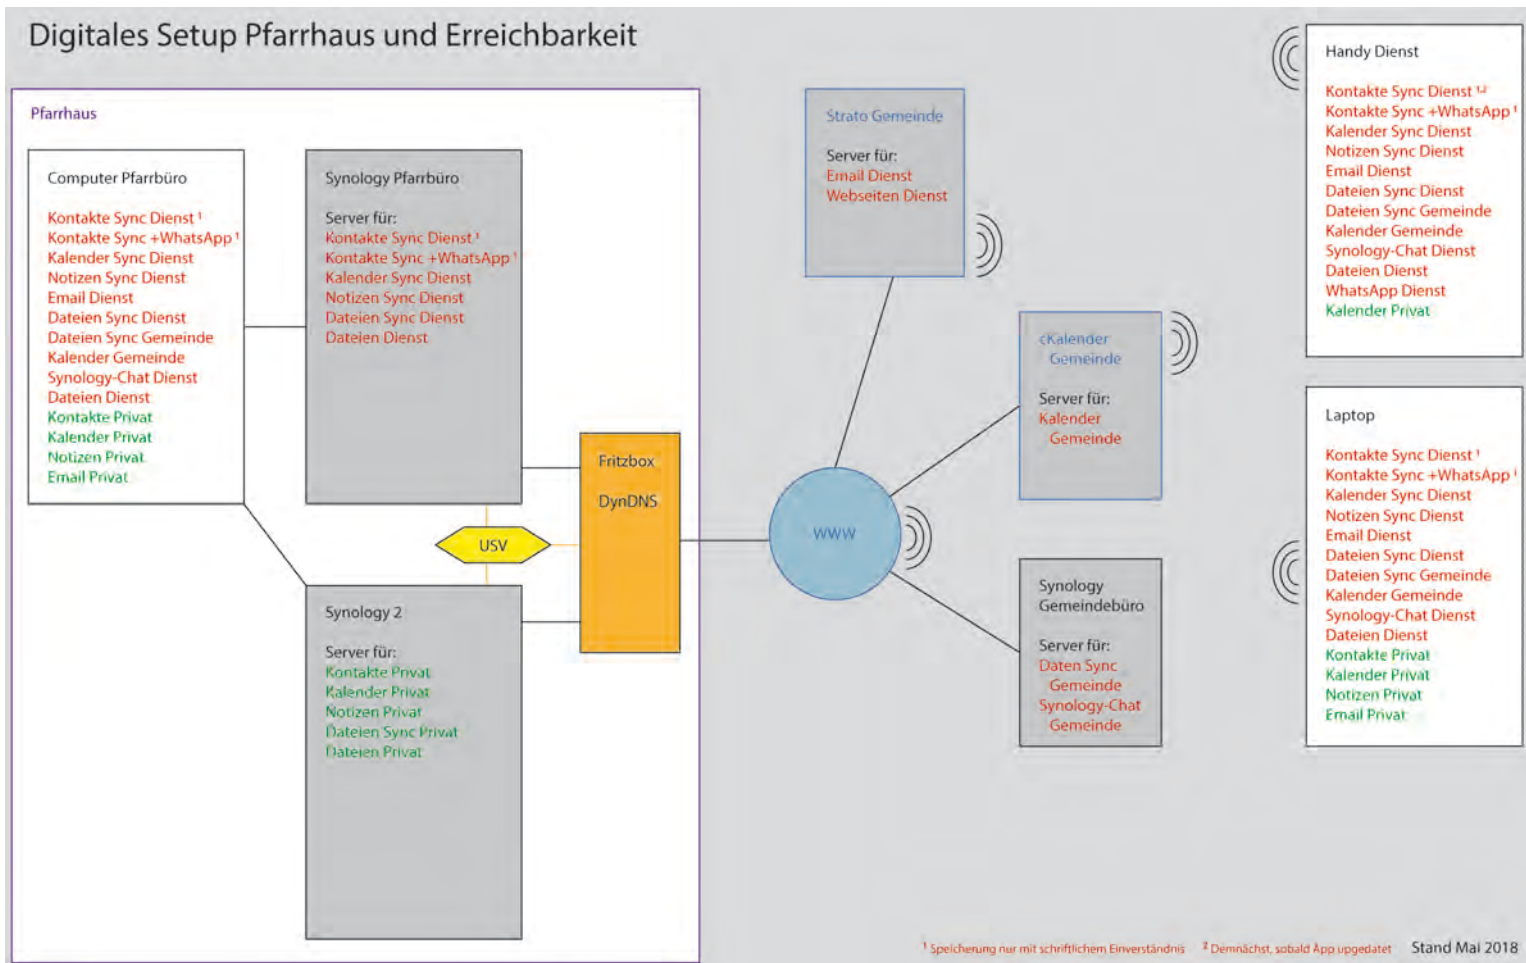 Digitales Setup Pfarrhaus und Erreichbarkeit
Pfarrhaus
Computer Pfarrbüro
Kontakte Sync Dienst ¹
Kontakte Sync +WhatsApp ¹
Kalender Sync Dienst
Notizen Sync Dienst
Email Dienst
Dateien Sync Dienst
Dateien Sync Gemeinde
Kalender Gemeinde
Synology-Chat Dienst
Dateien Dienst
Kontakte Privat
Kalender Privat
Notizen Privat
Email Privat
Synology Pfarrbüro
Server für:
Kontakte Sync Dienst ¹
Kontakte Sync +WhatsApp ¹
Kalender Sync Dienst
Notizen Sync Dienst
Dateien Sync Dienst
Dateien Dienst
Fritzbox
DynDNS
USV
Synology 2
Server für:
Kontakte Privat
Kalender Privat
Notizen Privat
Dateien Sync Privat
Dateien Privat
WWW
Strato Gemeinde
Server für:
Email Dienst
Webseiten Dienst
cKalender
Gemeinde
Server für:
Kalender
Gemeinde
Synology
Gemeindebüro
Server für:
Daten Sync
Gemeinde
Synology-Chat
Gemeinde
Handy Dienst
Kontakte Sync Dienst ¹,²
Kontakte Sync +WhatsApp ¹
Kalender Sync Dienst
Notizen Sync Dienst
Email Dienst
Dateien Sync Dienst
Dateien Sync Gemeinde
Kalender Gemeinde
Synology-Chat Dienst
Dateien Dienst
WhatsApp Dienst
Kalender Privat
Laptop
Kontakte Sync Dienst ¹
Kontakte Sync +WhatsApp ¹
Kalender Sync Dienst
Notizen Sync Dienst
Email Dienst
Dateien Sync Dienst
Dateien Sync Gemeinde
Kalender Gemeinde
Synology-Chat Dienst
Dateien Dienst
Kontakte Privat
Kalender Privat
Notizen Privat
Email Privat
¹ Speicherung nur mit schriftlichem Einverständnis ² Demnächst, sobald App upgedatet Stand Mai 2018